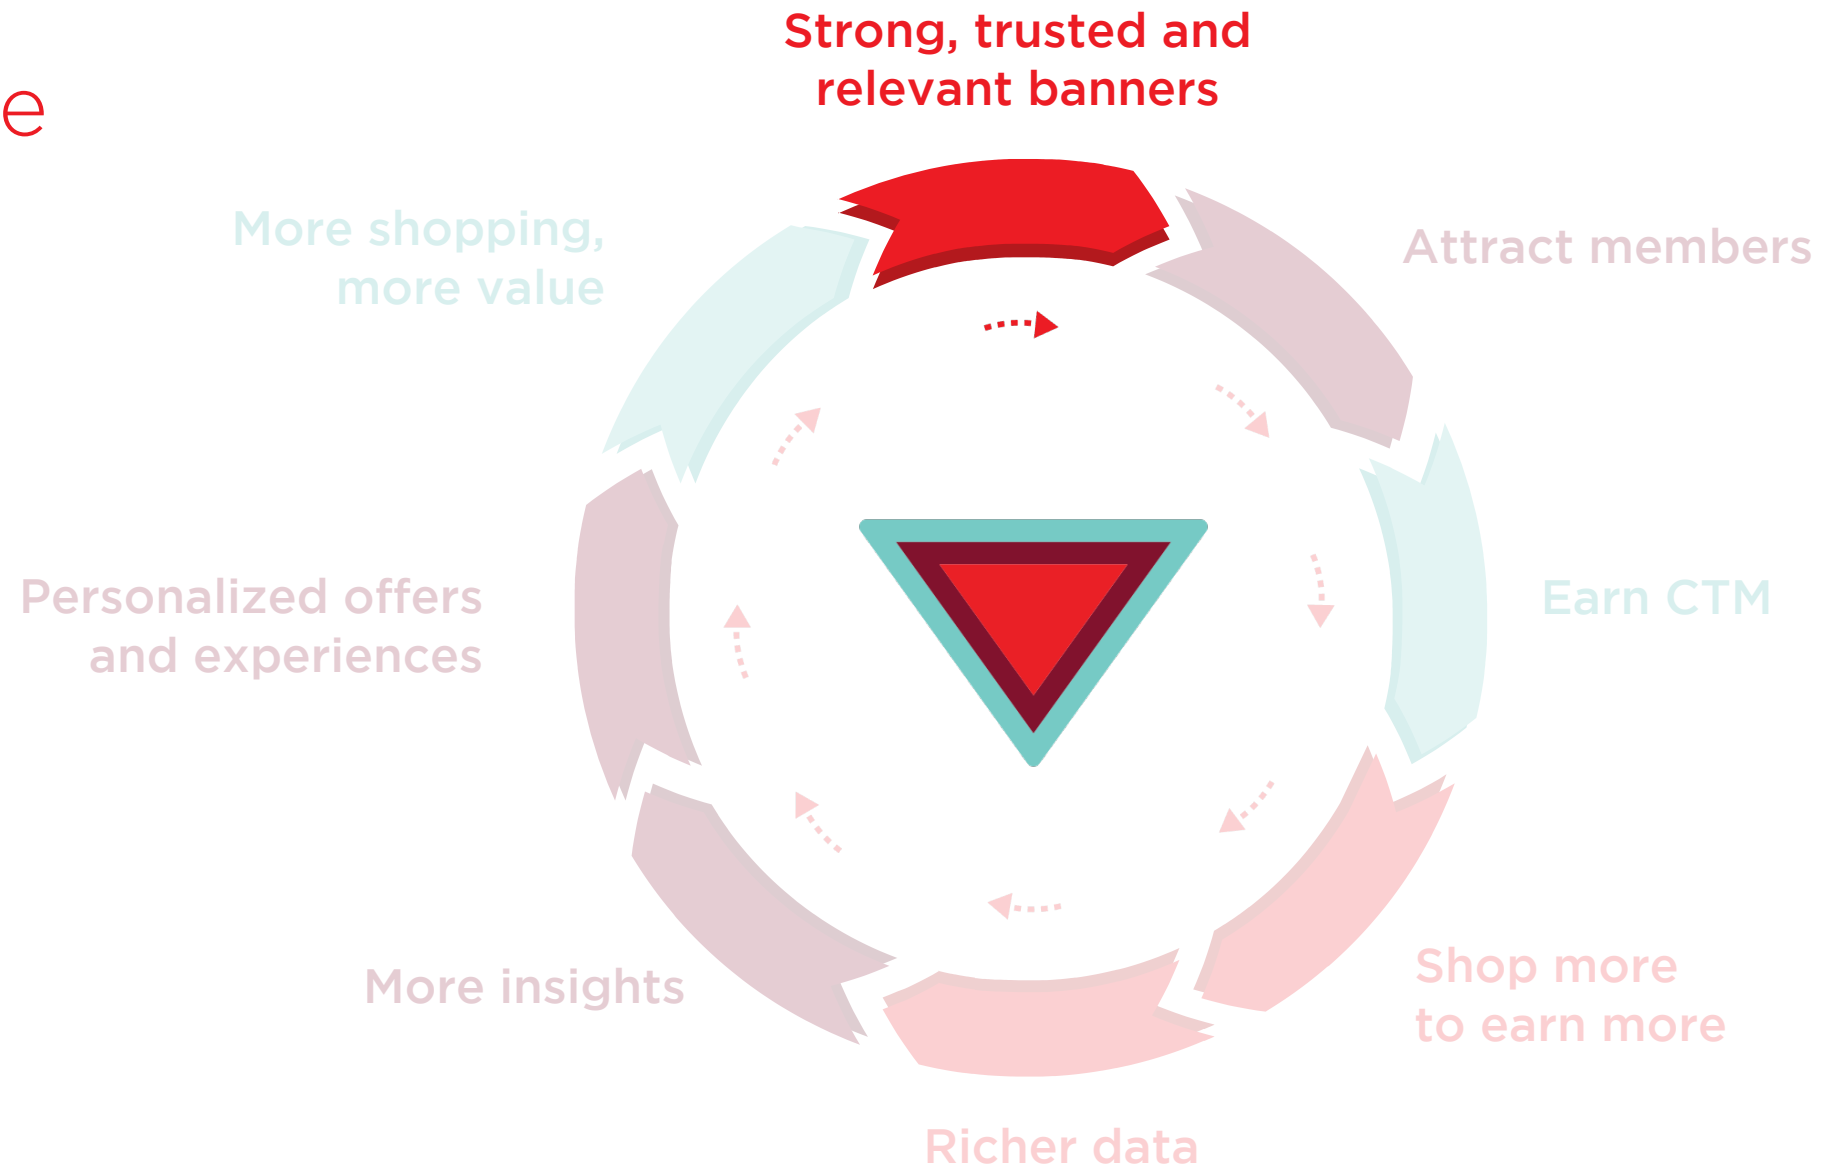 Strong, trusted and
relevant banners
e
More shopping,
more value
Attract members
Personalized offers
and experiences
Earn CTM
More insights
Shop more
to earn more
Richer data